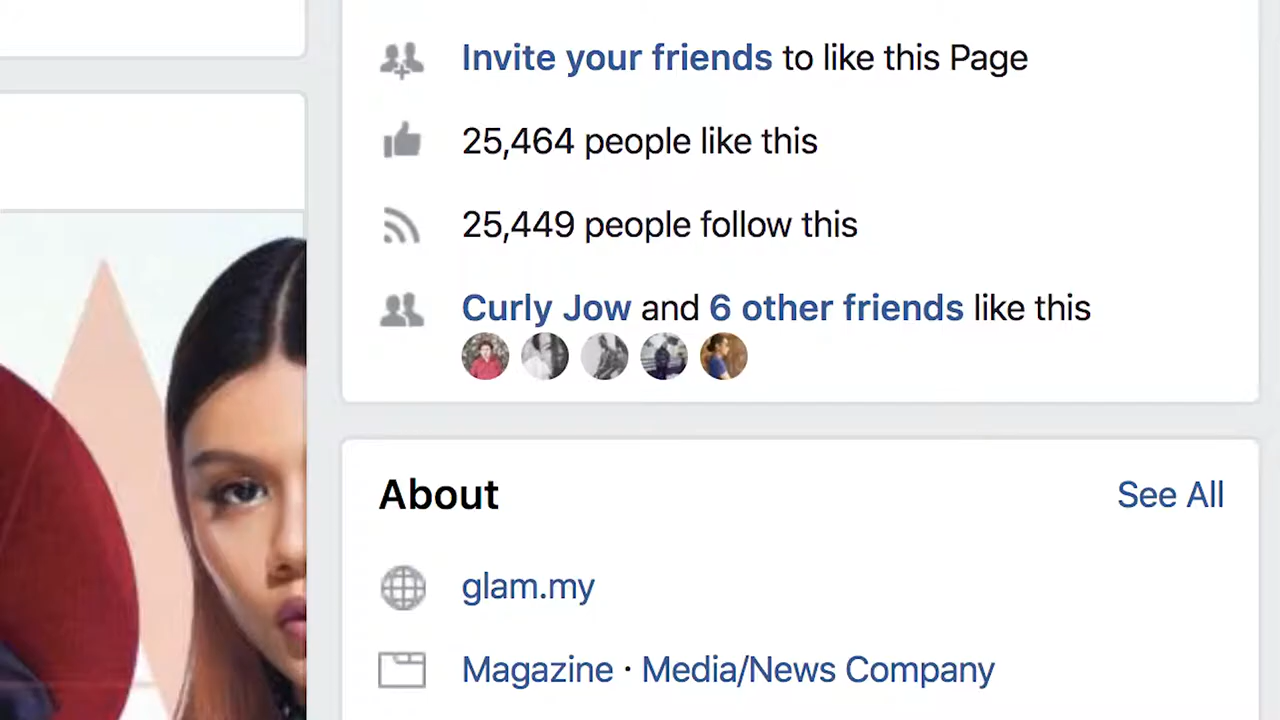 Invite your friends to like this Page
25,464 people like this
25,449 people follow this
Curly Jow and 6 other friends like this
About
See All
glam.my
Magazine · Media/News Company